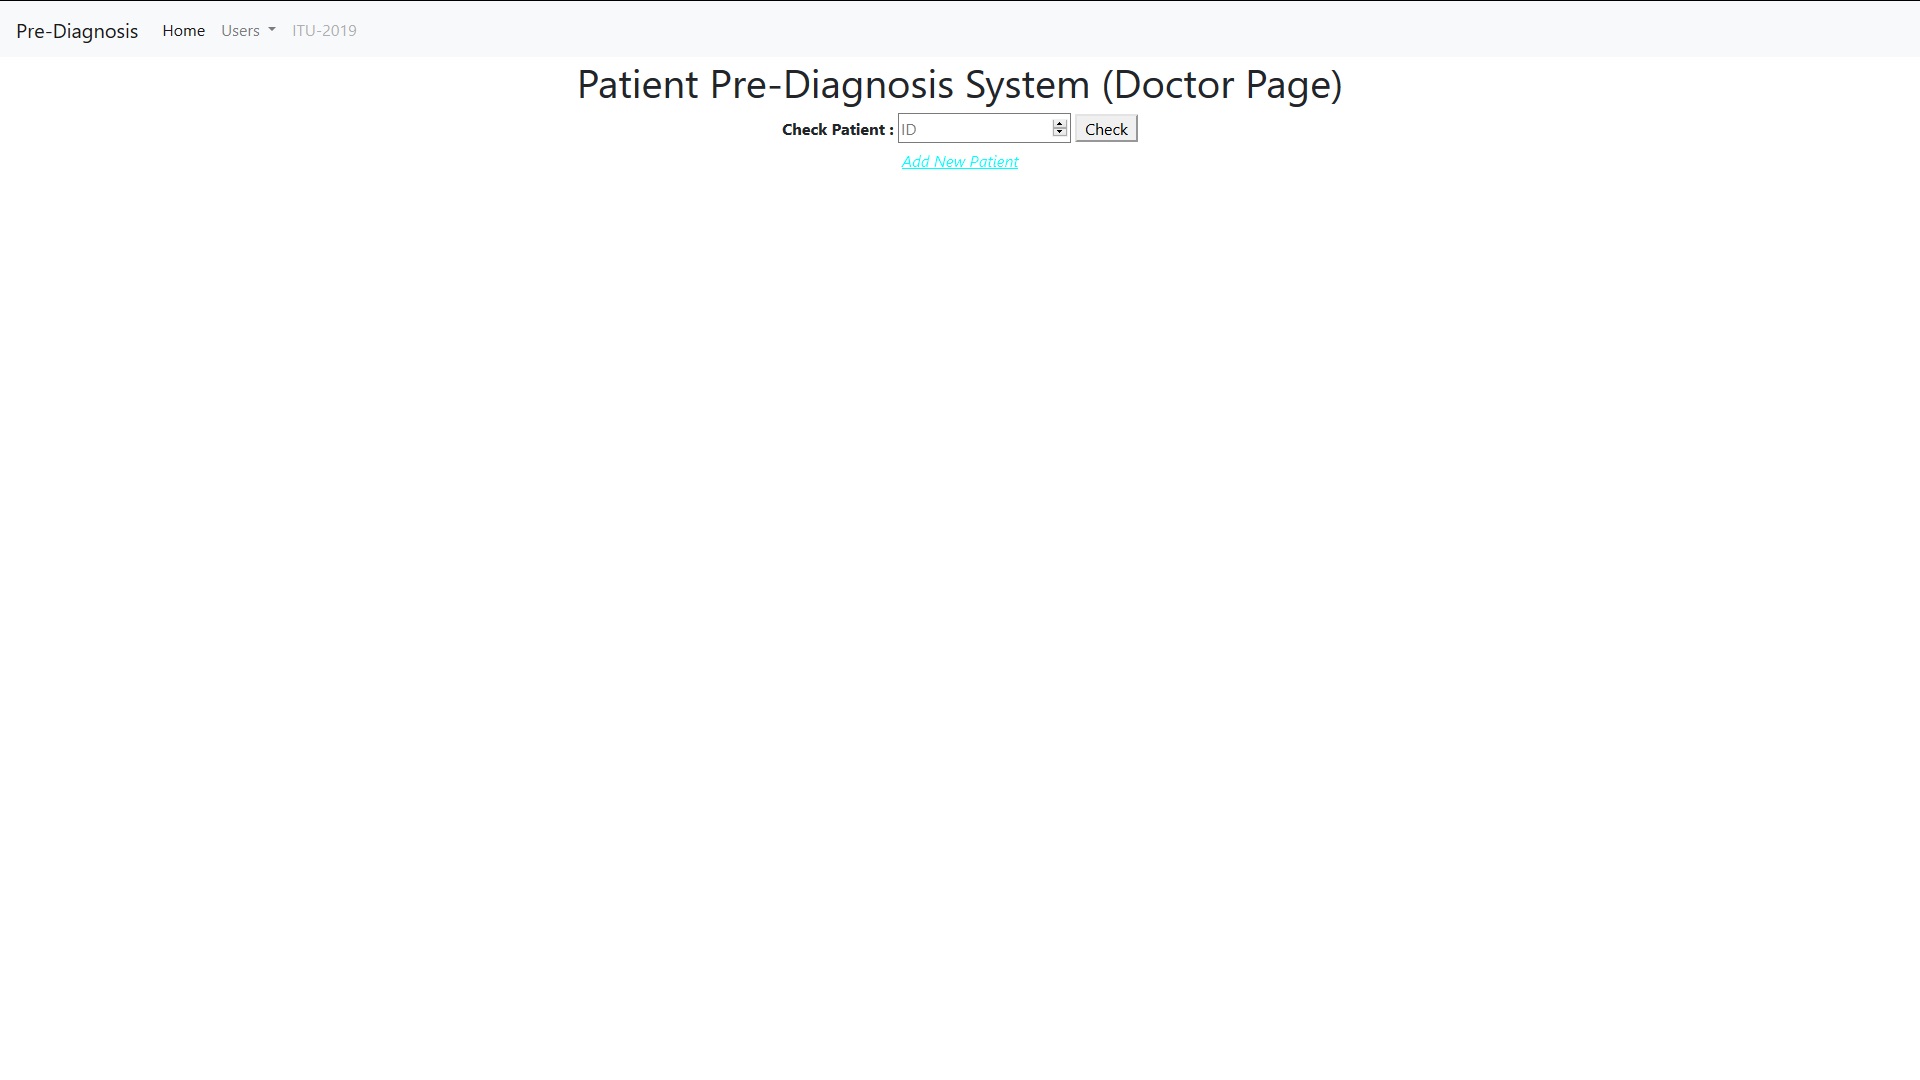 Pre-Diagnosis Home Users ITU-2019
Patient Pre-Diagnosis System (Doctor Page)
Check Patient : ID Check
Add New Patient